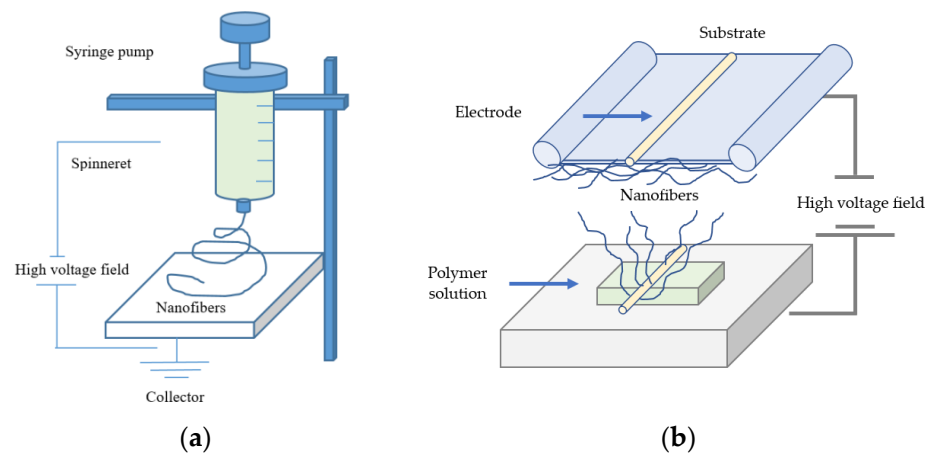 Syringe pump
Spinneret
High voltage field
Nanofibers
Collector
(a)
Substrate
Electrode
Nanofibers
High voltage field
Polymer
solution
(b)